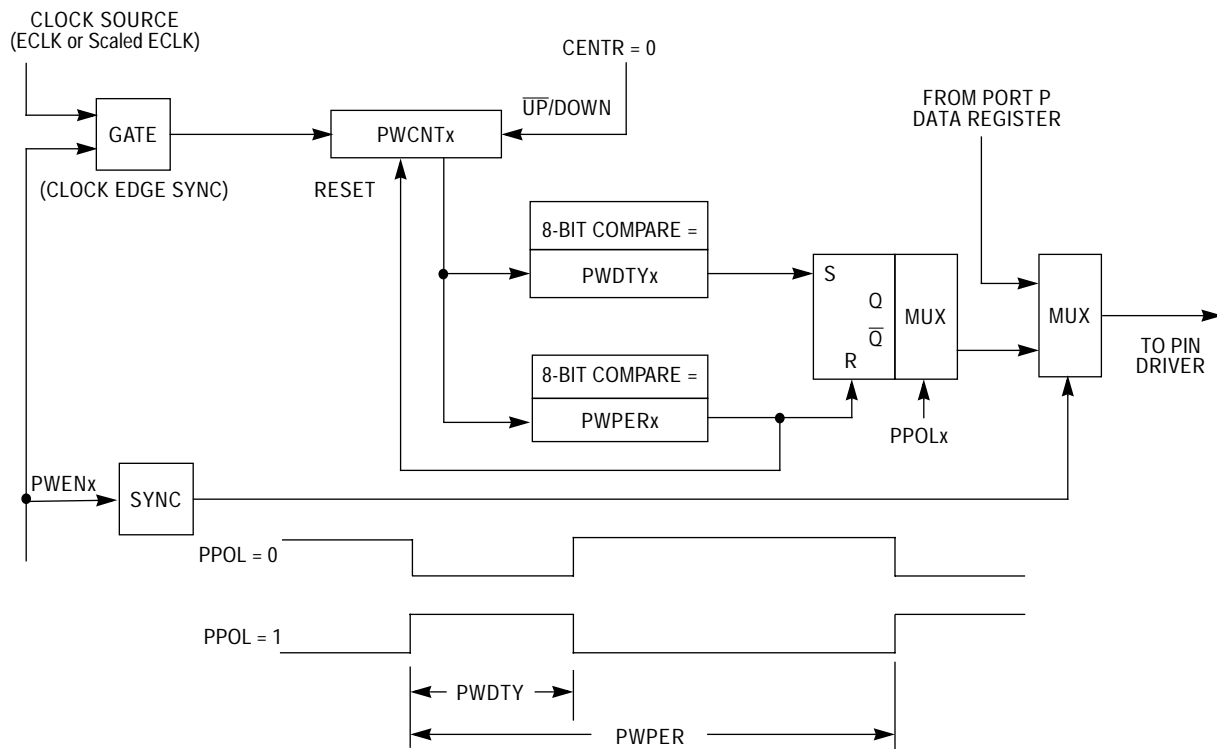 CLOCK SOURCE
(ECLK or Scaled ECLK)
CENTR = 0
U̅P̅/DOWN
FROM PORT P
DATA REGISTER
GATE
PWCNTx
(CLOCK EDGE SYNC)
RESET
8-BIT COMPARE =
PWDTYx
S
Q
Q̅
R
MUX
MUX
TO PIN
DRIVER
8-BIT COMPARE =
PWPERx
PPOLx
PWENx
SYNC
PPOL = 0
PPOL = 1
PWDTY
PWPER